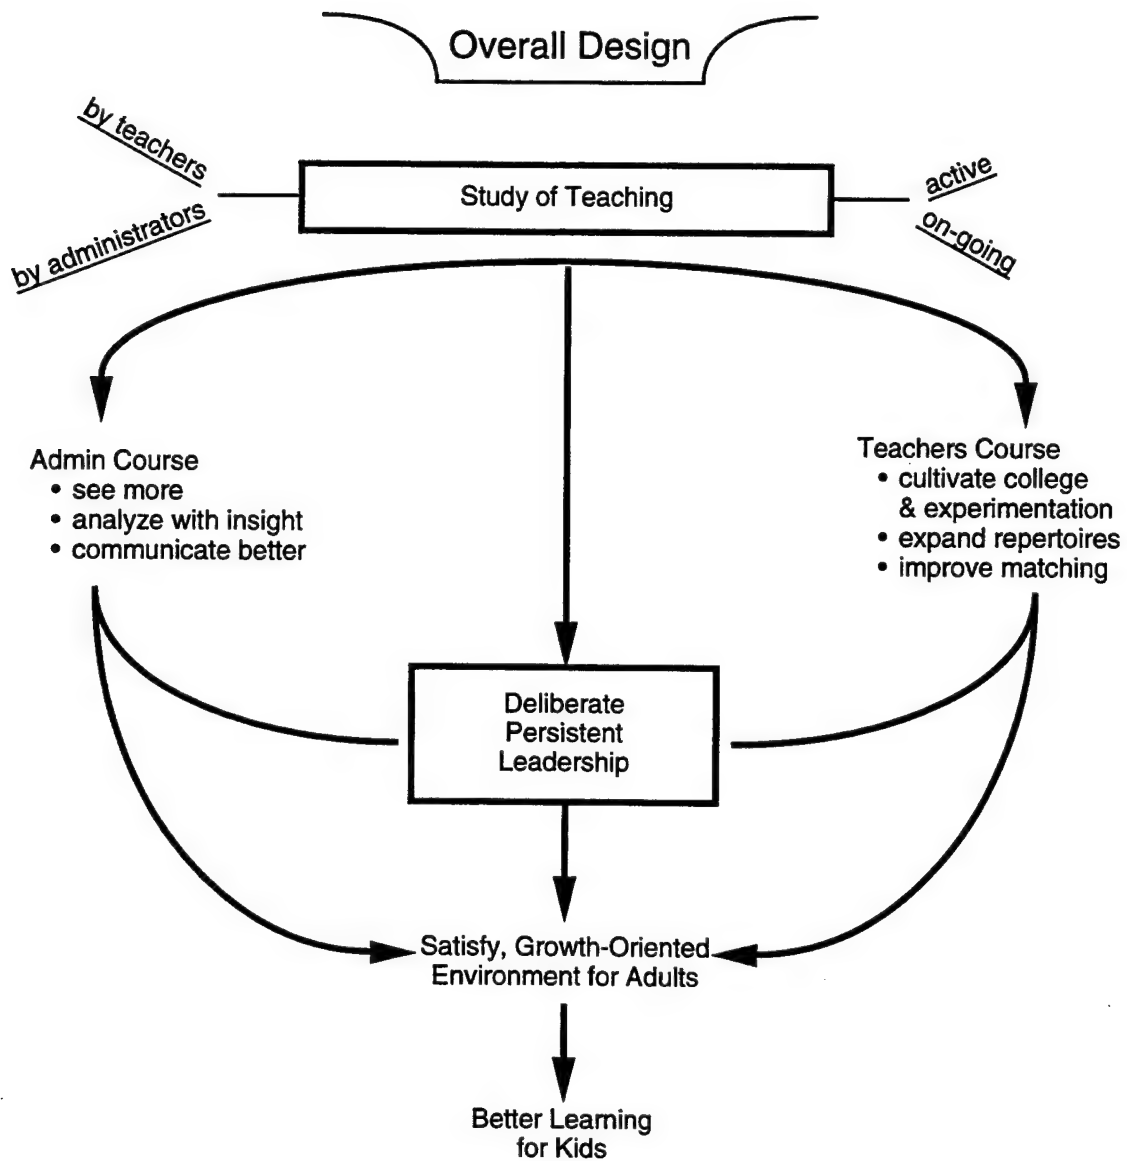 Overall Design
by teachers
by administrators
Study of Teaching
active
on-going
Admin Course
• see more
• analyze with insight
• communicate better
Teachers Course
• cultivate college
& experimentation
• expand repertoires
• improve matching
Deliberate
Persistent
Leadership
Satisfy, Growth-Oriented
Environment for Adults
Better Learning
for Kids